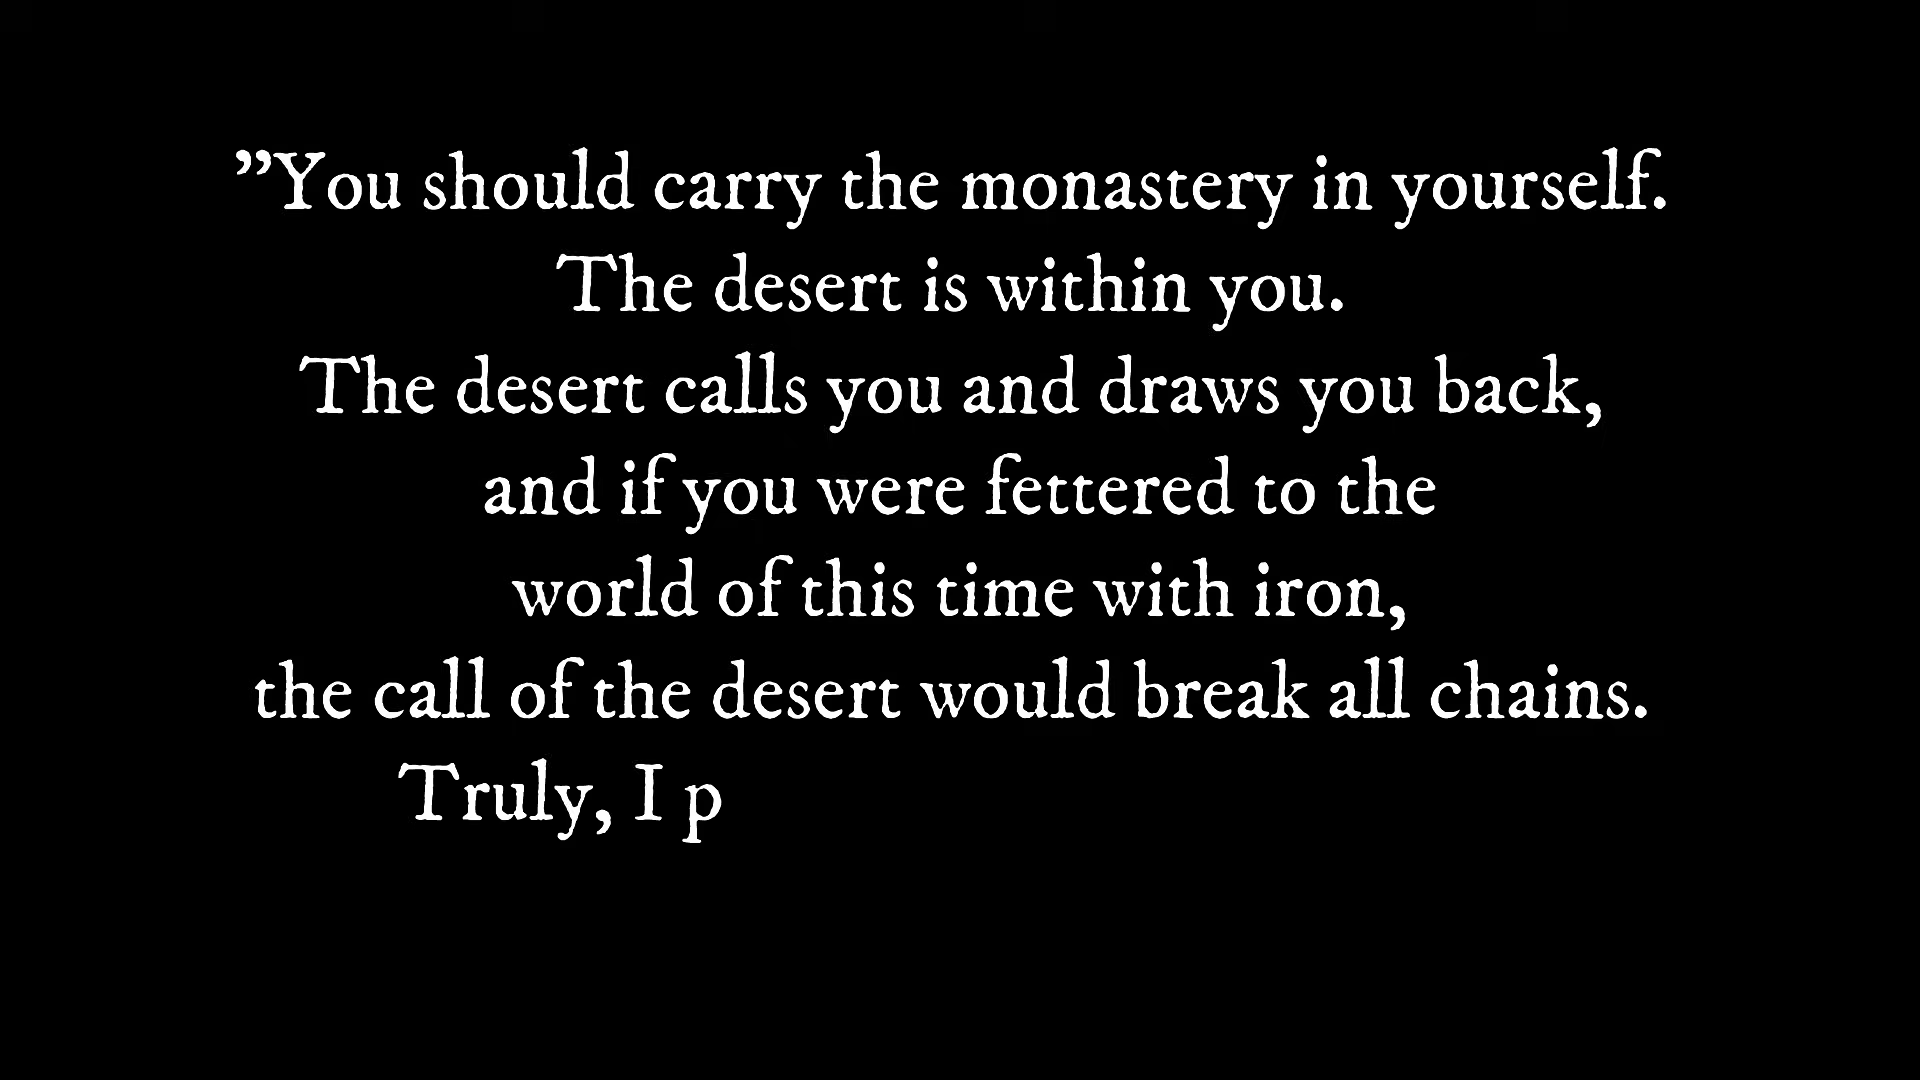 ”You should carry the monastery in yourself.
The desert is within you.
The desert calls you and draws you back,
and if you were fettered to the
world of this time with iron,
the call of the desert would break all chains.
Truly, I p